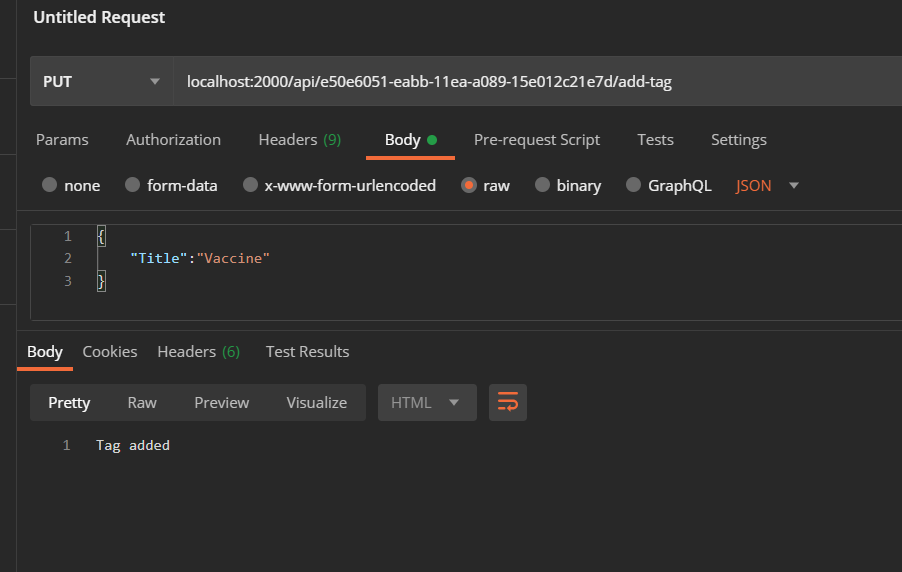 Untitled Request
PUT localhost:2000/api/e50e6051-eabb-11ea-a089-15e012c21e7d/add-tag
Params Authorization Headers (9) Body Pre-request Script Tests Settings
none form-data x-www-form-urlencoded raw binary GraphQL JSON
1 {
2 "Title":"Vaccine"
3 }
Body Cookies Headers (6) Test Results
Pretty Raw Preview Visualize HTML
1 Tag added